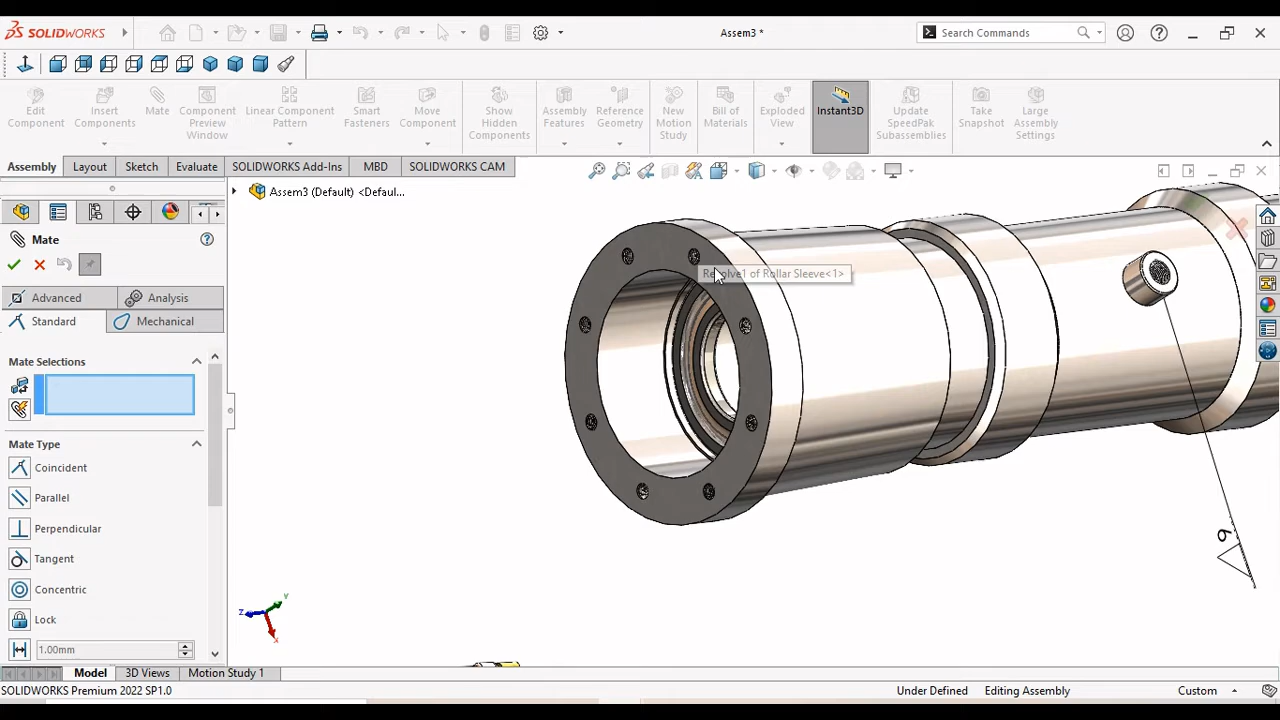 SOLIDWORKS
Assem3 *
Search Commands
Edit Component
Insert Components
Mate
Component Preview Window
Linear Component Pattern
Smart Fasteners
Move Component
Show Hidden Components
Assembly Features
Reference Geometry
New Motion Study
Bill of Materials
Exploded View
Instant3D
Update SpeedPak Subassemblies
Take Snapshot
Large Assembly Settings
Assembly
Layout
Sketch
Evaluate
SOLIDWORKS Add-Ins
MBD
SOLIDWORKS CAM
Assem3 (Default) <Defaul...
Mate
Advanced
Analysis
Standard
Mechanical
Mate Selections
Mate Type
Coincident
Parallel
Perpendicular
Tangent
Concentric
Lock
1.00mm
Revolve1 of Rollar Sleeve<1>
6
Z
Y
X
Model
3D Views
Motion Study 1
SOLIDWORKS Premium 2022 SP1.0
Under Defined
Editing Assembly
Custom